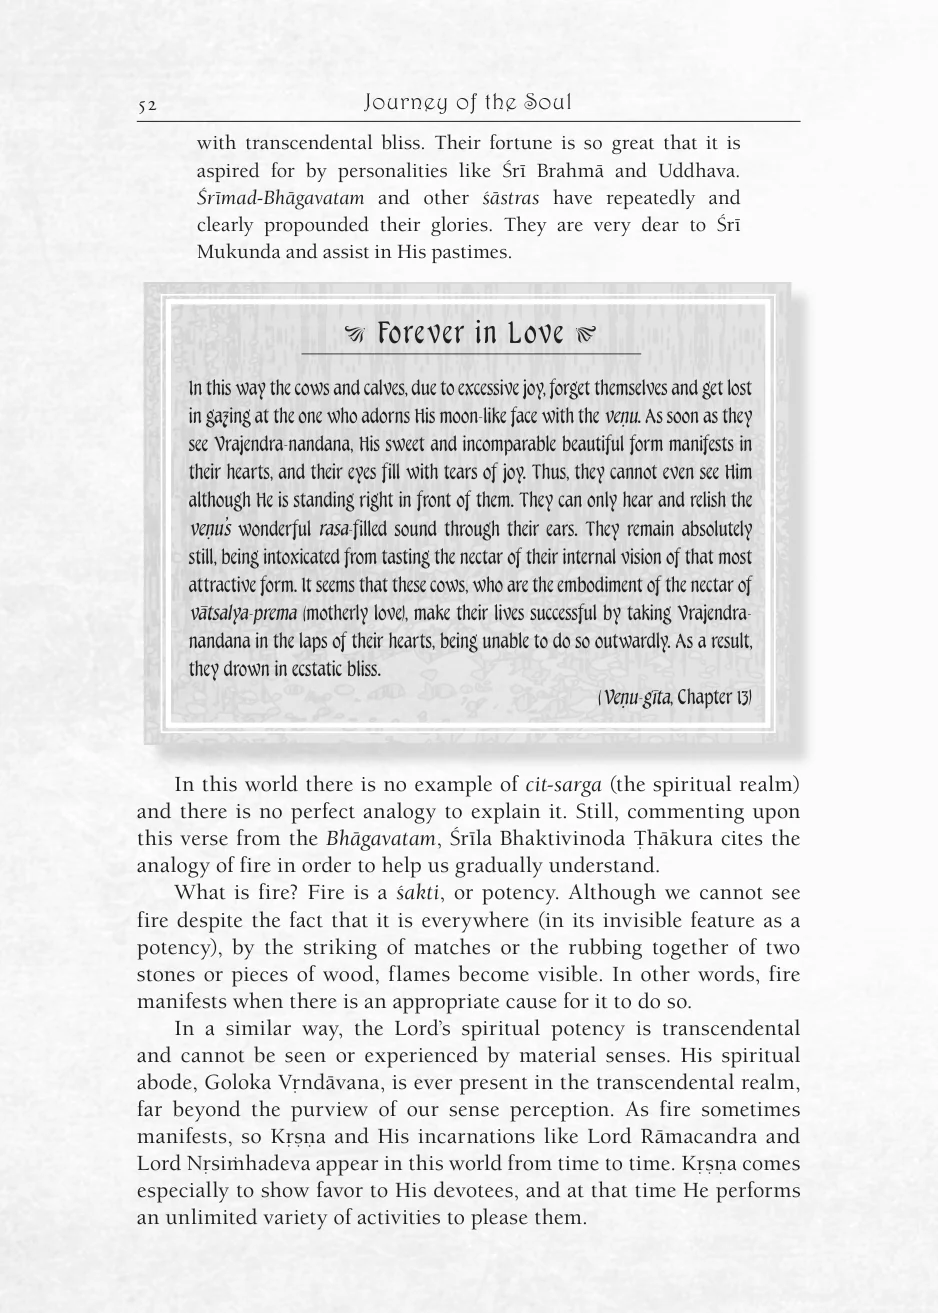 52
Journey of the Soul
with transcendental bliss. Their fortune is so great that it is
aspired for by personalities like Śrī Brahmā and Uddhava.
Śrīmad-Bhāgavatam and other śāstras have repeatedly and
clearly propounded their glories. They are very dear to Śrī
Mukunda and assist in His pastimes.
Forever in Love
In this way the cows and calves, due to excessive joy, forget themselves and get lost
in gazing at the one who adorns His moon-like face with the veṇu. As soon as they
see Vrajendra-nandana, His sweet and incomparable beautiful form manifests in
their hearts, and their eyes fill with tears of joy. Thus, they cannot even see Him
although He is standing right in front of them. They can only hear and relish the
veṇu's wonderful rasa-filled sound through their ears. They remain absolutely
still, being intoxicated from tasting the nectar of their internal vision of that most
attractive form. It seems that these cows, who are the embodiment of the nectar of
vātsalya-prema (motherly love), make their lives successful by taking Vrajendra-
nandana in the laps of their hearts, being unable to do so outwardly. As a result,
they drown in ecstatic bliss.
(Veṇu-gīta, Chapter 13)
In this world there is no example of cit-sarga (the spiritual realm)
and there is no perfect analogy to explain it. Still, commenting upon
this verse from the Bhāgavatam, Śrīla Bhaktivinoda Ṭhākura cites the
analogy of fire in order to help us gradually understand.
What is fire? Fire is a śakti, or potency. Although we cannot see
fire despite the fact that it is everywhere (in its invisible feature as a
potency), by the striking of matches or the rubbing together of two
stones or pieces of wood, flames become visible. In other words, fire
manifests when there is an appropriate cause for it to do so.
In a similar way, the Lord's spiritual potency is transcendental
and cannot be seen or experienced by material senses. His spiritual
abode, Goloka Vṛndāvana, is ever present in the transcendental realm,
far beyond the purview of our sense perception. As fire sometimes
manifests, so Kṛṣṇa and His incarnations like Lord Rāmacandra and
Lord Nṛsiṁhadeva appear in this world from time to time. Kṛṣṇa comes
especially to show favor to His devotees, and at that time He performs
an unlimited variety of activities to please them.